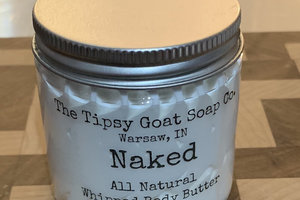 The Tipsy Goat Soap Co.
Warsaw, IN
Naked
All Natural
Whipped Body Butter